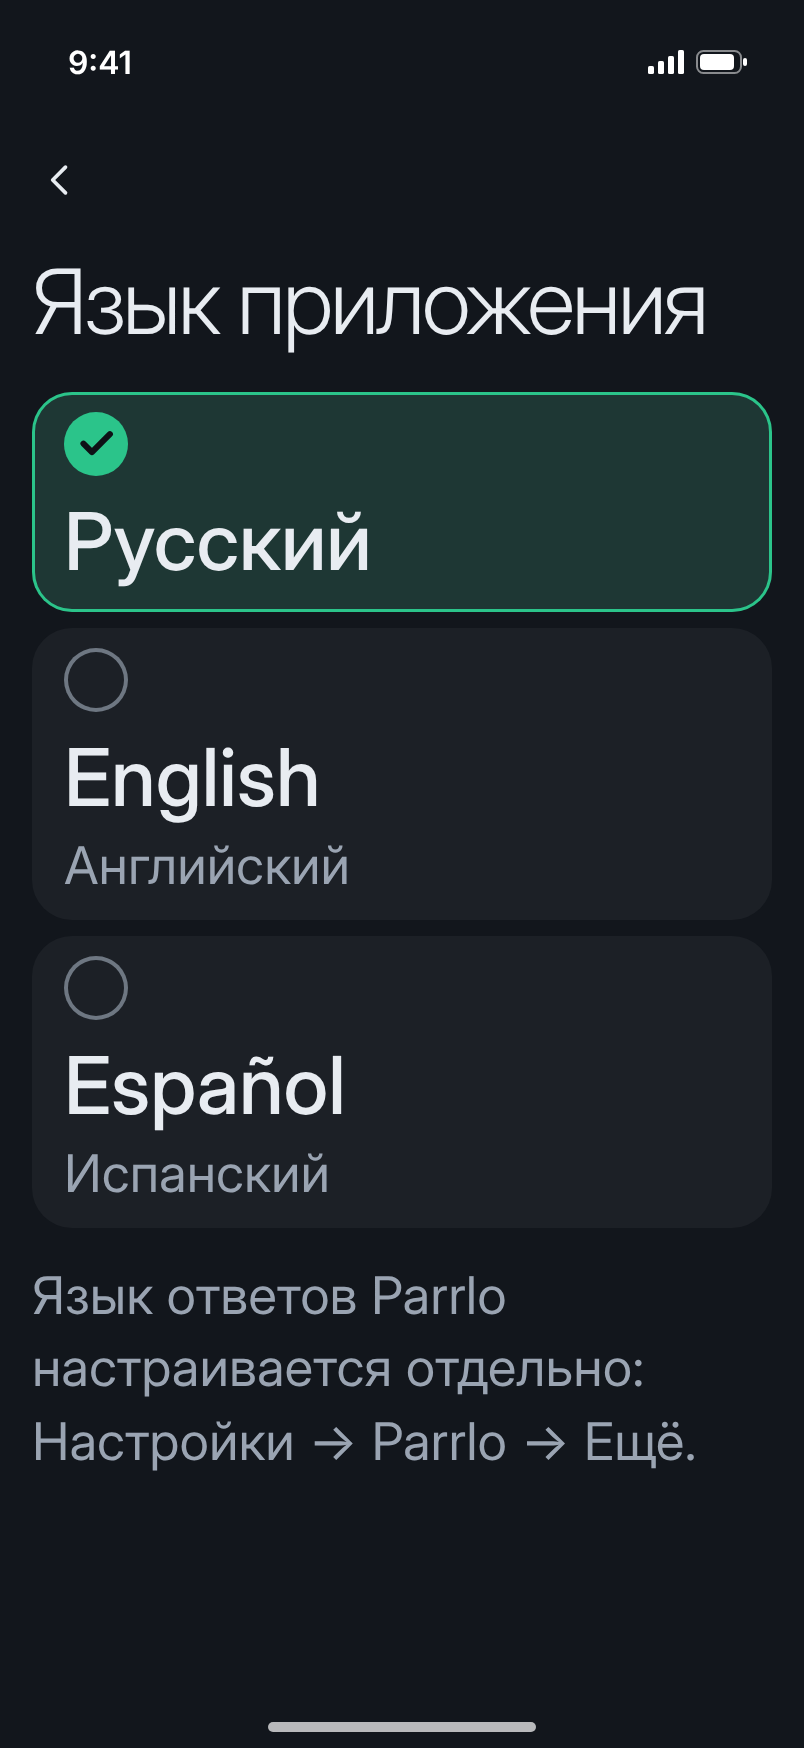 9:41
Язык приложения
Русский
English
Английский
Español
Испанский
Язык ответов Parrlo
настраивается отдельно:
Настройки → Parrlo → Ещё.